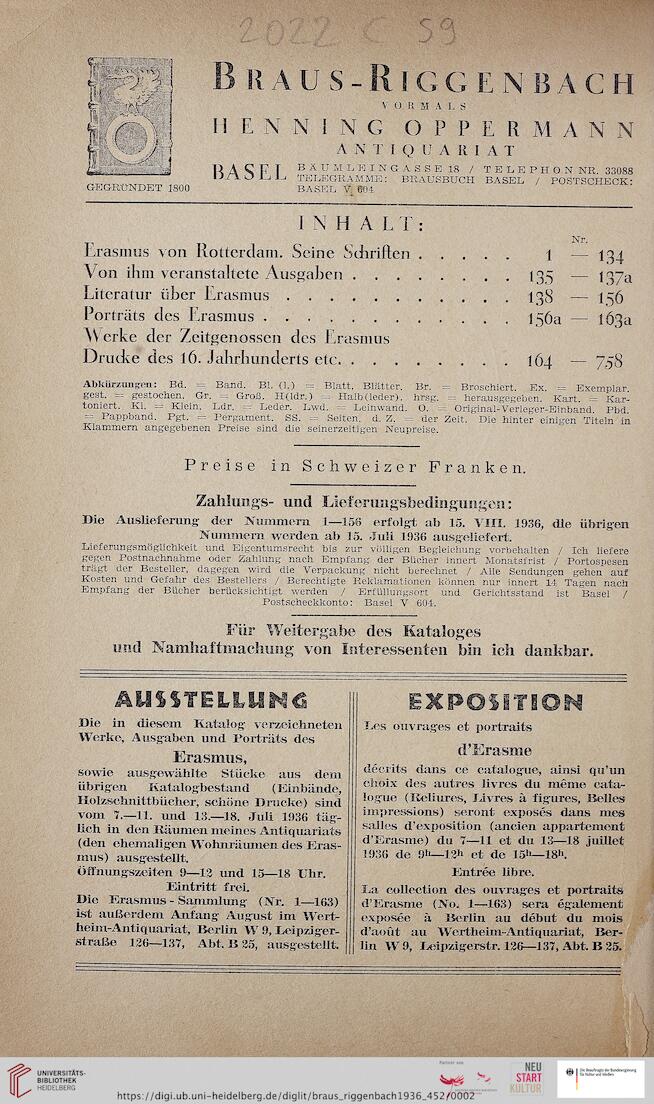 2022 C 59
BRAUS-RIGGENBACH
VORMALS
HENNING OPPERMANN
ANTIQUARIAT
BASEL BÄUMLEINGASSE 18 / TELEPHON NR. 33088
TELEGRAMME: BRAUSBUCH BASEL / POSTSCHECK:
BASEL V 604
GEGRÜNDET 1800
INHALT:
Nr.
Erasmus von Rotterdam. Seine Schriften . . . . . 1 — 134
Von ihm veranstaltete Ausgaben . . . . . . . . 135 — 137a
Literatur über Erasmus . . . . . . . . . . . 138 — 156
Porträts des Erasmus . . . . . . . . . . . . 156a — 163a
Werke der Zeitgenossen des Erasmus
Drucke des 16. Jahrhunderts etc. . . . . . . . . 164 — 758
Abkürzungen: Bd. = Band. Bl. (l.) = Blatt, Blätter. Br. = Broschiert. Ex. = Exemplar.
gest. = gestochen. Gr. = Groß. H(ldr.) = Halb(leder). hrsg. = herausgegeben. Kart. = Kar-
toniert. Kl. = Klein. Ldr. = Leder. Lwd. = Leinwand. O. = Original-Verleger-Einband. Pbd.
= Pappband. Pgt. = Pergament. SS. = Seiten. d. Z. = der Zeit. Die hinter einigen Titeln in
Klammern angegebenen Preise sind die seinerzeitigen Neupreise.
Preise in Schweizer Franken.
Zahlungs- und Lieferungsbedingungen:
Die Auslieferung der Nummern 1—156 erfolgt ab 15. VIII. 1936, die übrigen
Nummern werden ab 15. Juli 1936 ausgeliefert.
Lieferungsmöglichkeit und Eigentumsrecht bis zur völligen Begleichung vorbehalten / Ich liefere
gegen Postnachnahme oder Zahlung nach Empfang der Bücher innert Monatsfrist / Portospesen
trägt der Besteller, dagegen wird die Verpackung nicht berechnet / Alle Sendungen gehen auf
Kosten und Gefahr des Bestellers / Berechtigte Reklamationen können nur innert 14 Tagen nach
Empfang der Bücher berücksichtigt werden / Erfüllungsort und Gerichtsstand ist Basel /
Postscheckkonto: Basel V 604.
Für Weitergabe des Kataloges
und Namhaftmachung von Interessenten bin ich dankbar.
AUSSTELLUNG
Die in diesem Katalog verzeichneten
Werke, Ausgaben und Porträts des
Erasmus,
sowie ausgewählte Stücke aus dem
übrigen Katalogbestand (Einbände,
Holzschnittbücher, schöne Drucke) sind
vom 7.—11. und 13.—18. Juli 1936 täg-
lich in den Räumen meines Antiquariats
(den ehemaligen Wohnräumen des Eras-
mus) ausgestellt.
Öffnungszeiten 9—12 und 15—18 Uhr.
Eintritt frei.
Die Erasmus-Sammlung (Nr. 1—163)
ist außerdem Anfang August im Wert-
heim-Antiquariat, Berlin W 9, Leipziger-
straße 126—137, Abt. B 25, ausgestellt.
EXPOSITION
Les ouvrages et portraits
d'Erasme
décrits dans ce catalogue, ainsi qu'un
choix des autres livres du même cata-
logue (Reliures, Livres à figures, Belles
impressions) seront exposés dans mes
salles d'exposition (ancien appartement
d'Erasme) du 7—11 et du 13—18 juillet
1936 de 9h—12h et de 15h—18h.
Entrée libre.
La collection des ouvrages et portraits
d'Erasme (No. 1—163) sera également
exposée à Berlin au début du mois
d'août au Wertheim-Antiquariat, Ber-
lin W 9, Leipzigerstr. 126—137, Abt. B 25.
UNIVERSITÄTS-
BIBLIOTHEK
HEIDELBERG
https://digi.ub.uni-heidelberg.de/diglit/braus_riggenbach1936_452/0002
Partner von
NEU
START
KULTUR
Die Beauftragte der Bundesregierung
für Kultur und Medien